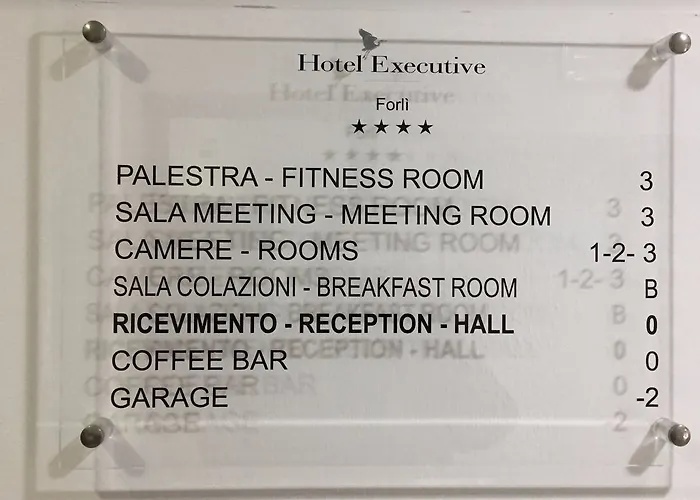 Hotel Executive
Forlì
★★★★
PALESTRA - FITNESS ROOM 3
SALA MEETING - MEETING ROOM 3
CAMERE - ROOMS 1-2- 3
SALA COLAZIONI - BREAKFAST ROOM B
RICEVIMENTO - RECEPTION - HALL 0
COFFEE BAR 0
GARAGE -2